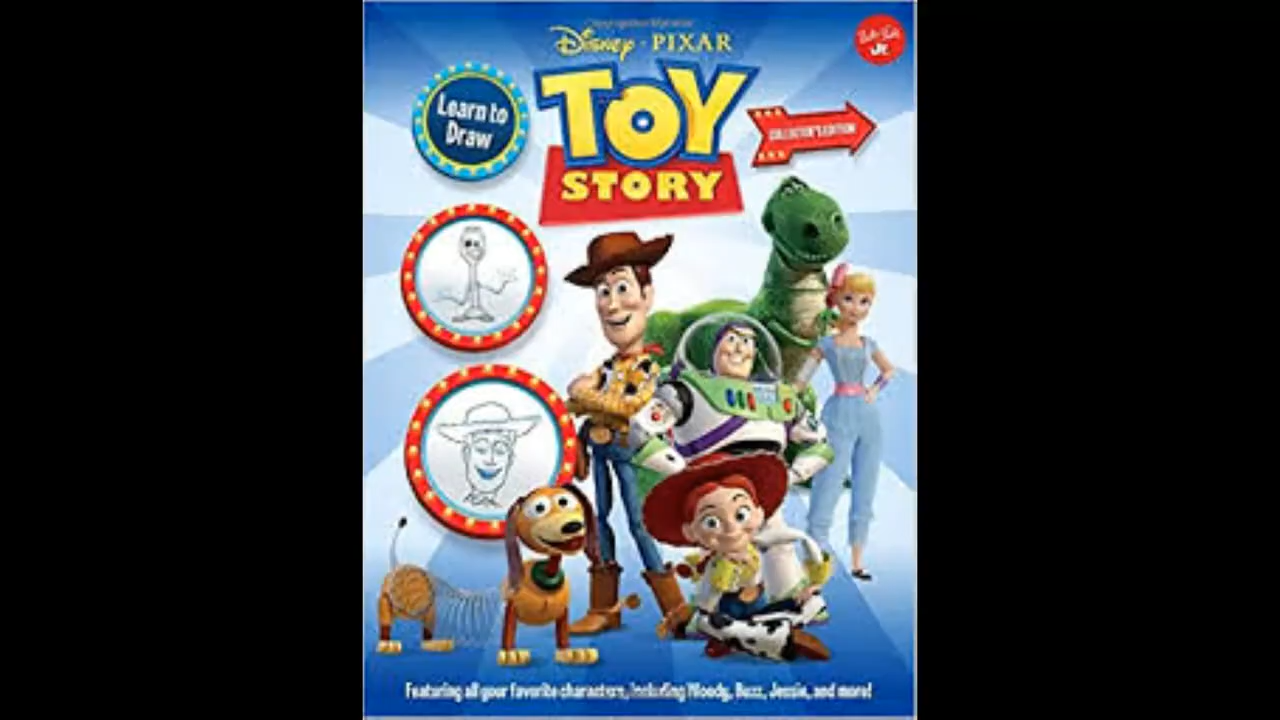 Disney · PIXAR
TOY
STORY
Learn to
Draw
COLLECTOR'S EDITION
Jr.
Featuring all your favorite characters, including Woody, Buzz, Jessie, and more!